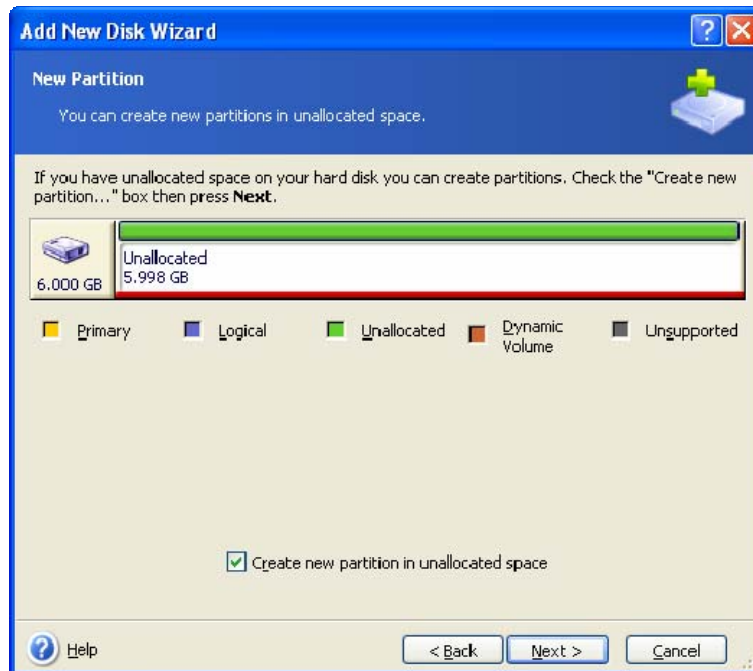 Add New Disk Wizard
New Partition
You can create new partitions in unallocated space.
If you have unallocated space on your hard disk you can create partitions. Check the "Create new
partition..." box then press Next.
Unallocated
6.000 GB 5.998 GB
Primary Logical Unallocated Dynamic Volume Unsupported
Create new partition in unallocated space
Help < Back Next > Cancel